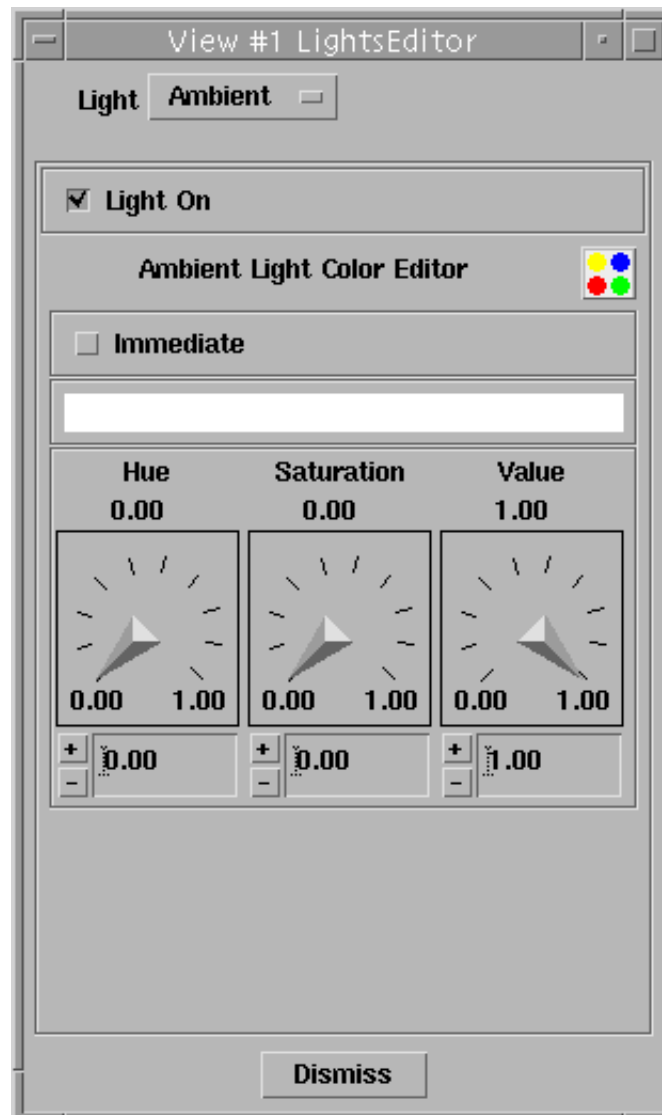 View #1 LightsEditor
Light Ambient
Light On
Ambient Light Color Editor
Immediate
Hue Saturation Value
0.00 0.00 1.00
0.00 1.00 0.00 1.00 0.00 1.00
+ 0.00 + 0.00 + 1.00
- - -
Dismiss